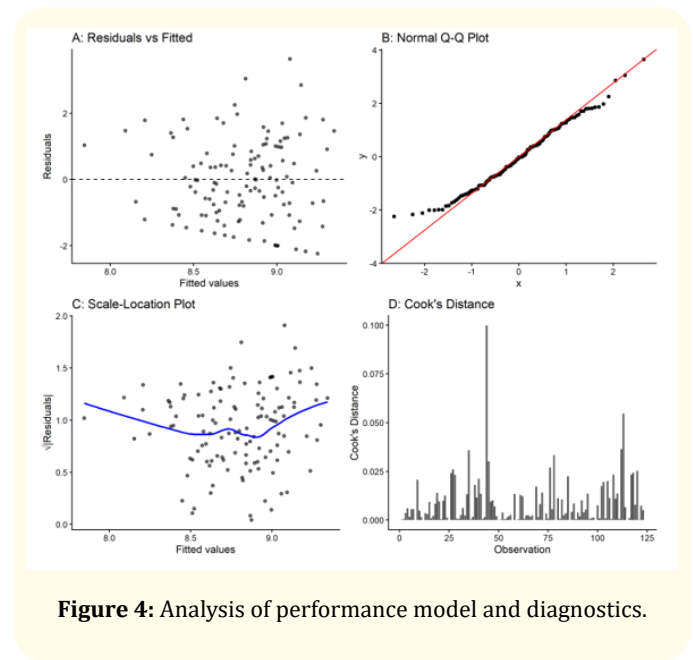 A: Residuals vs Fitted
Residuals
2
0
-2
8.0 8.5 9.0
Fitted values
B: Normal Q-Q Plot
y
4
2
0
-2
-4
-2 -1 0 1 2
x
C: Scale-Location Plot
√|Residuals|
2.0
1.5
1.0
0.5
0.0
8.0 8.5 9.0
Fitted values
D: Cook's Distance
Cook's Distance
0.100
0.075
0.050
0.025
0.000
0 25 50 75 100 125
Observation
Figure 4: Analysis of performance model and diagnostics.